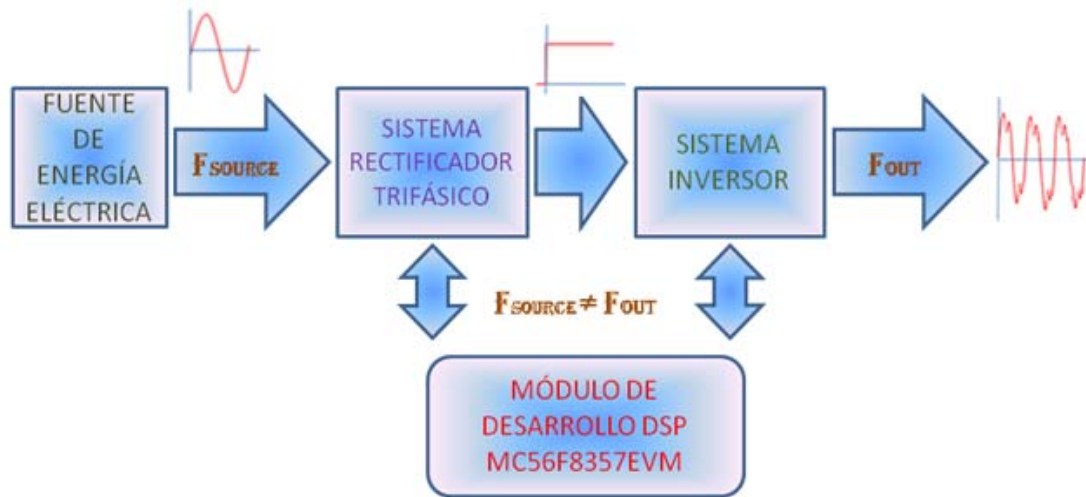 FUENTE
DE
ENERGÍA
ELÉCTRICA
FSOURCE
SISTEMA
RECTIFICADOR
TRIFÁSICO
SISTEMA
INVERSOR
FOUT
FSOURCE ≠ FOUT
MÓDULO DE
DESARROLLO DSP
MC56F8357EVM